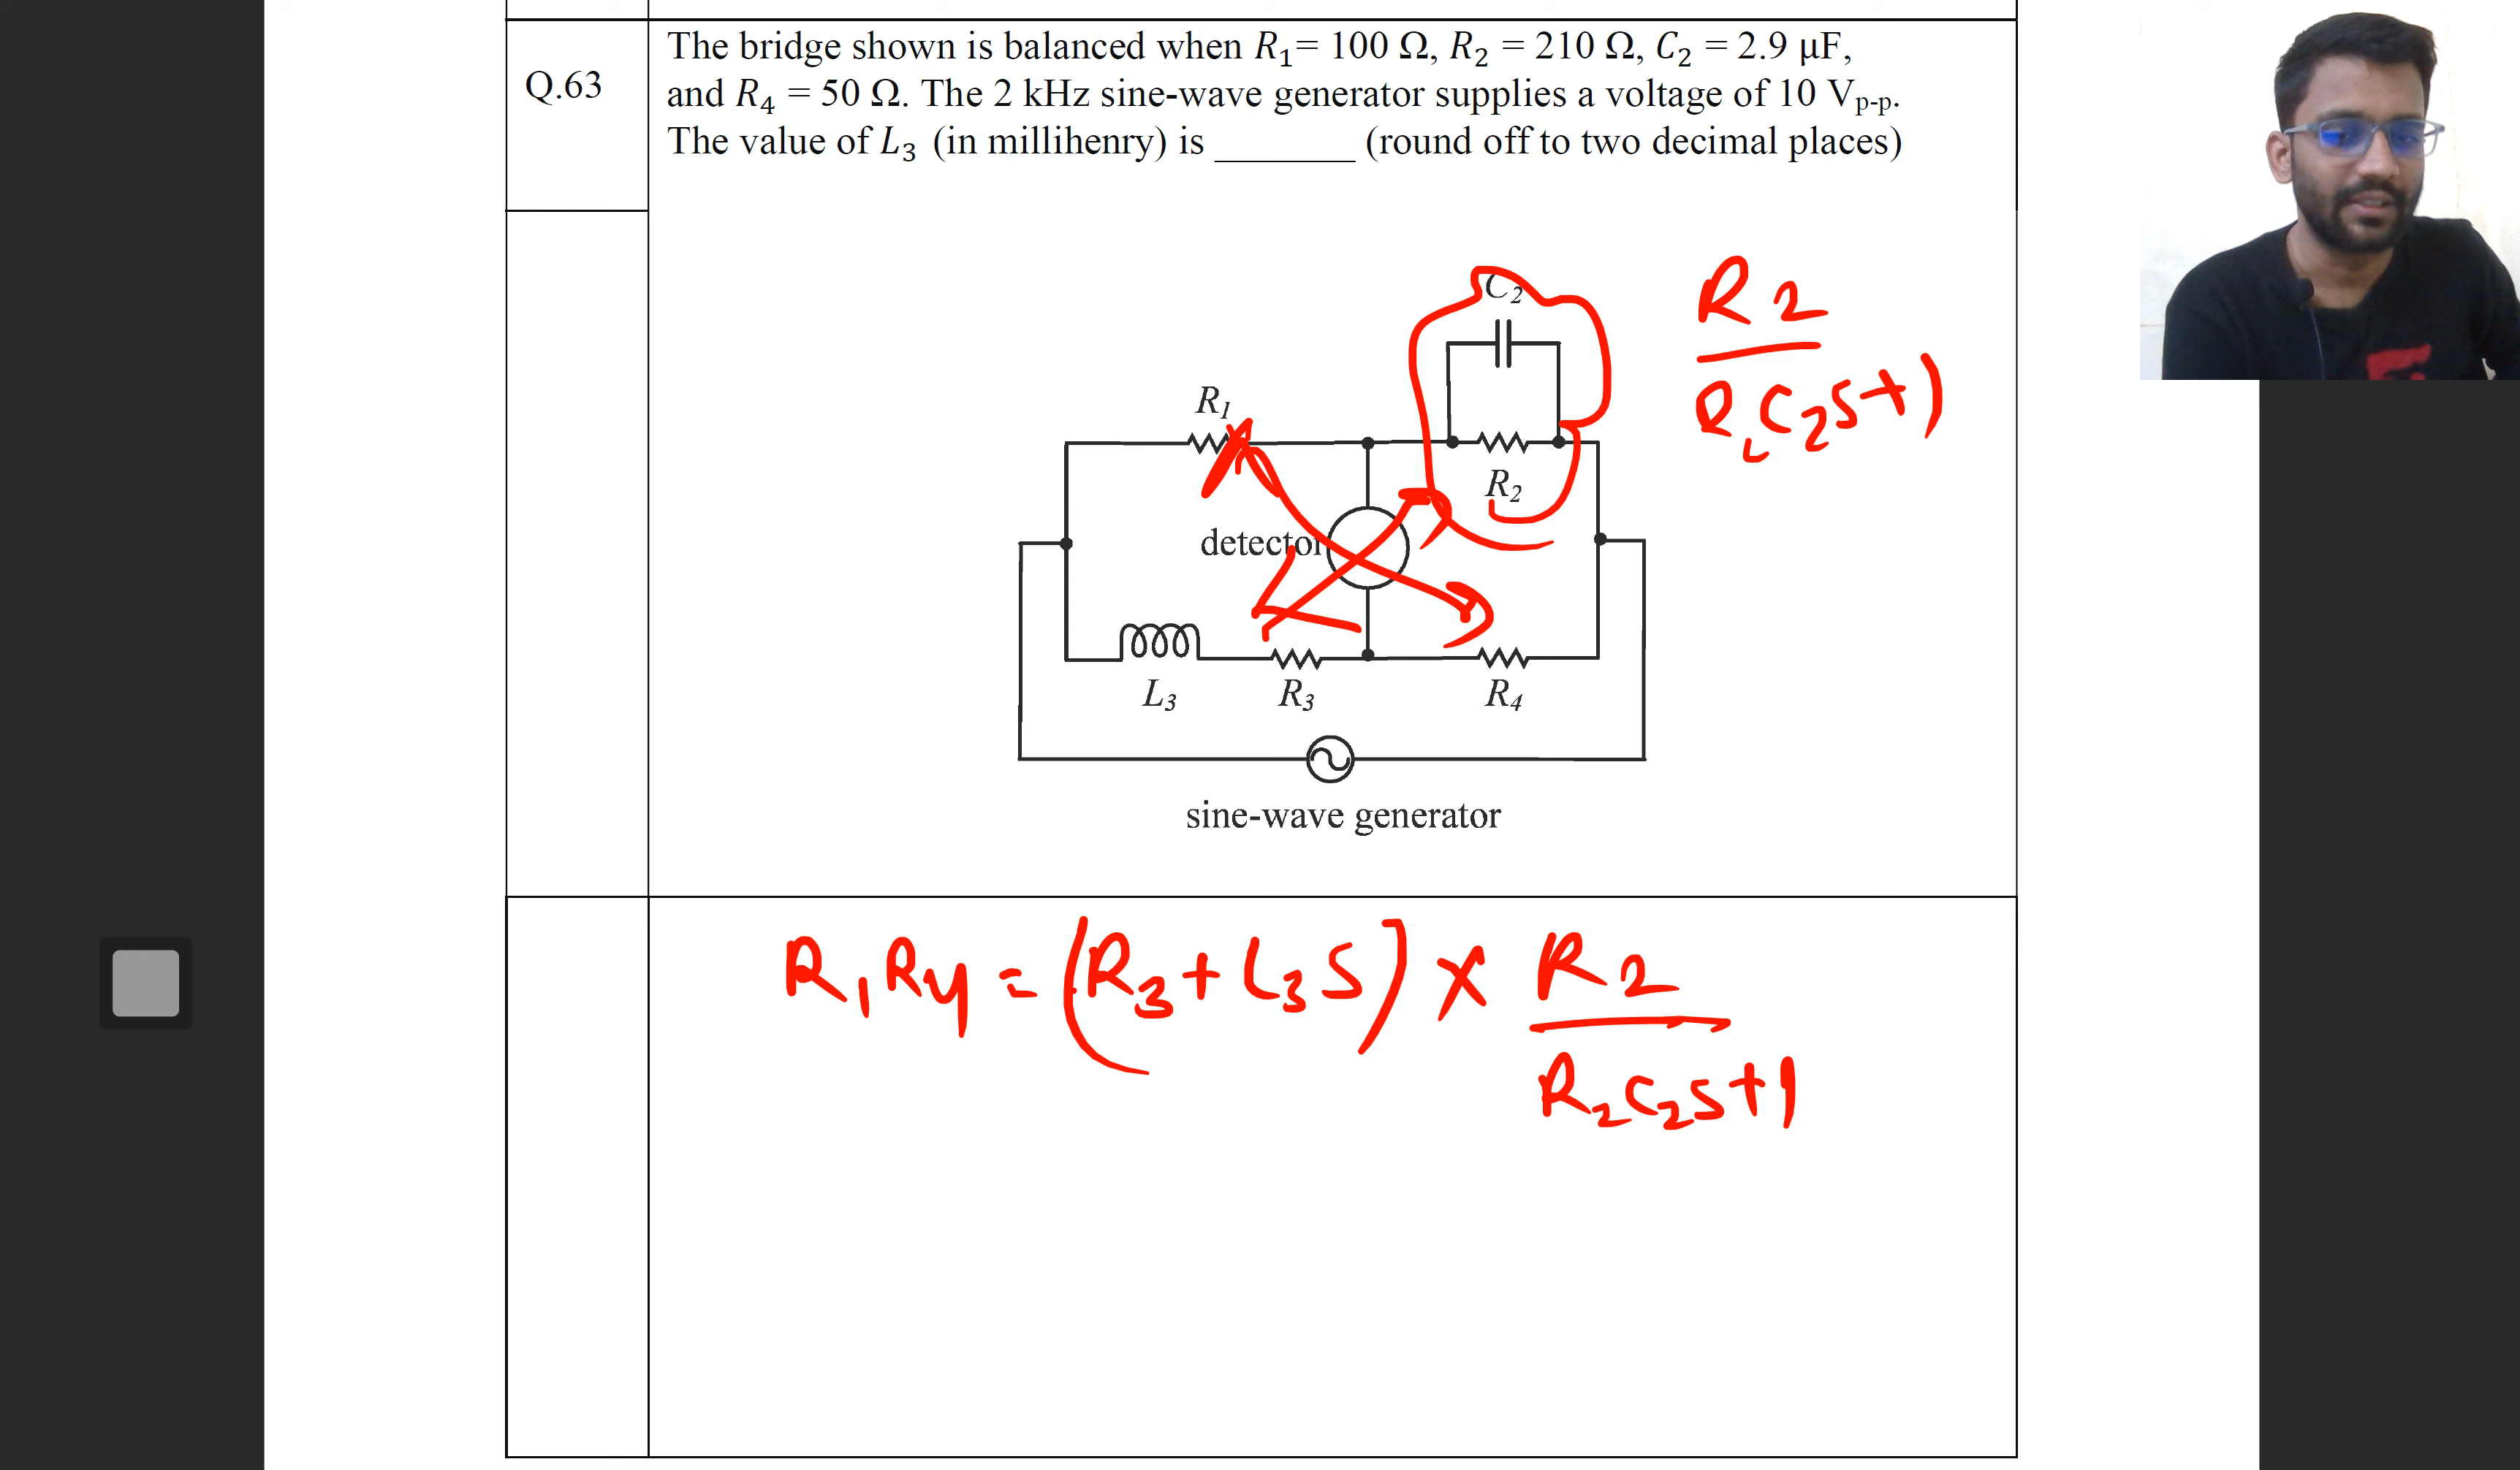 Q.63
The bridge shown is balanced when R₁= 100 Ω, R₂ = 210 Ω, C₂ = 2.9 μF,
and R₄ = 50 Ω. The 2 kHz sine-wave generator supplies a voltage of 10 Vp-p.
The value of L₃ (in millihenry) is _______ (round off to two decimal places)
C₂
R₂
R₂C₂S+1
R₁
R₂
detector
L₃ R₃ R₄
sine-wave generator
R₁R₄ = (R₃+L₃S) × R₂
R₂C₂S+1